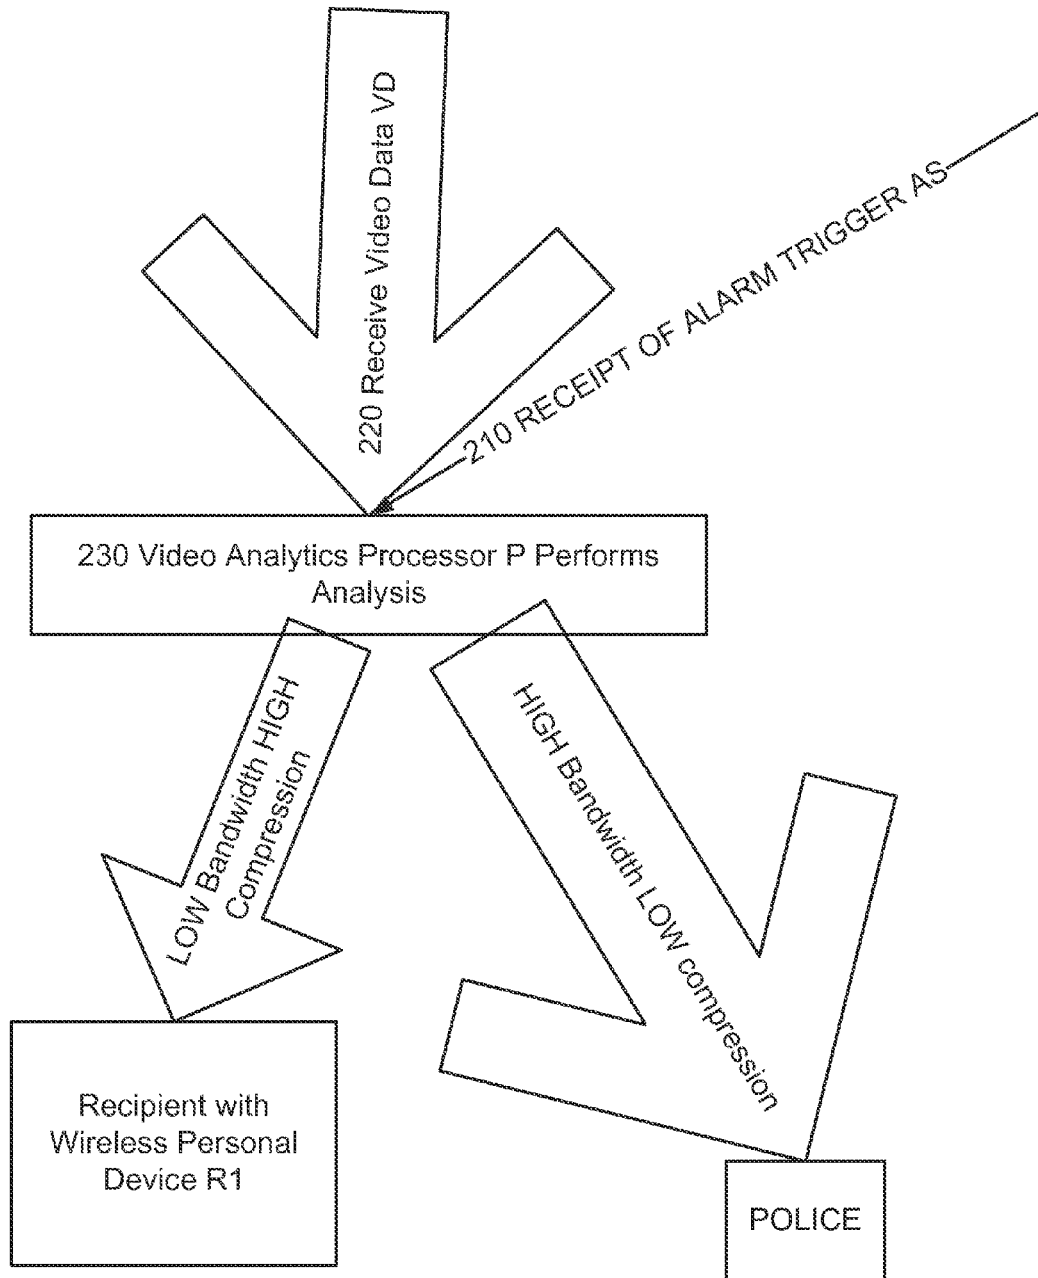 220 Receive Video Data VD
210 RECEIPT OF ALARM TRIGGER AS
230 Video Analytics Processor P Performs
Analysis
LOW Bandwidth HIGH
Compression
HIGH Bandwidth LOW compression
Recipient with
Wireless Personal
Device R1
POLICE